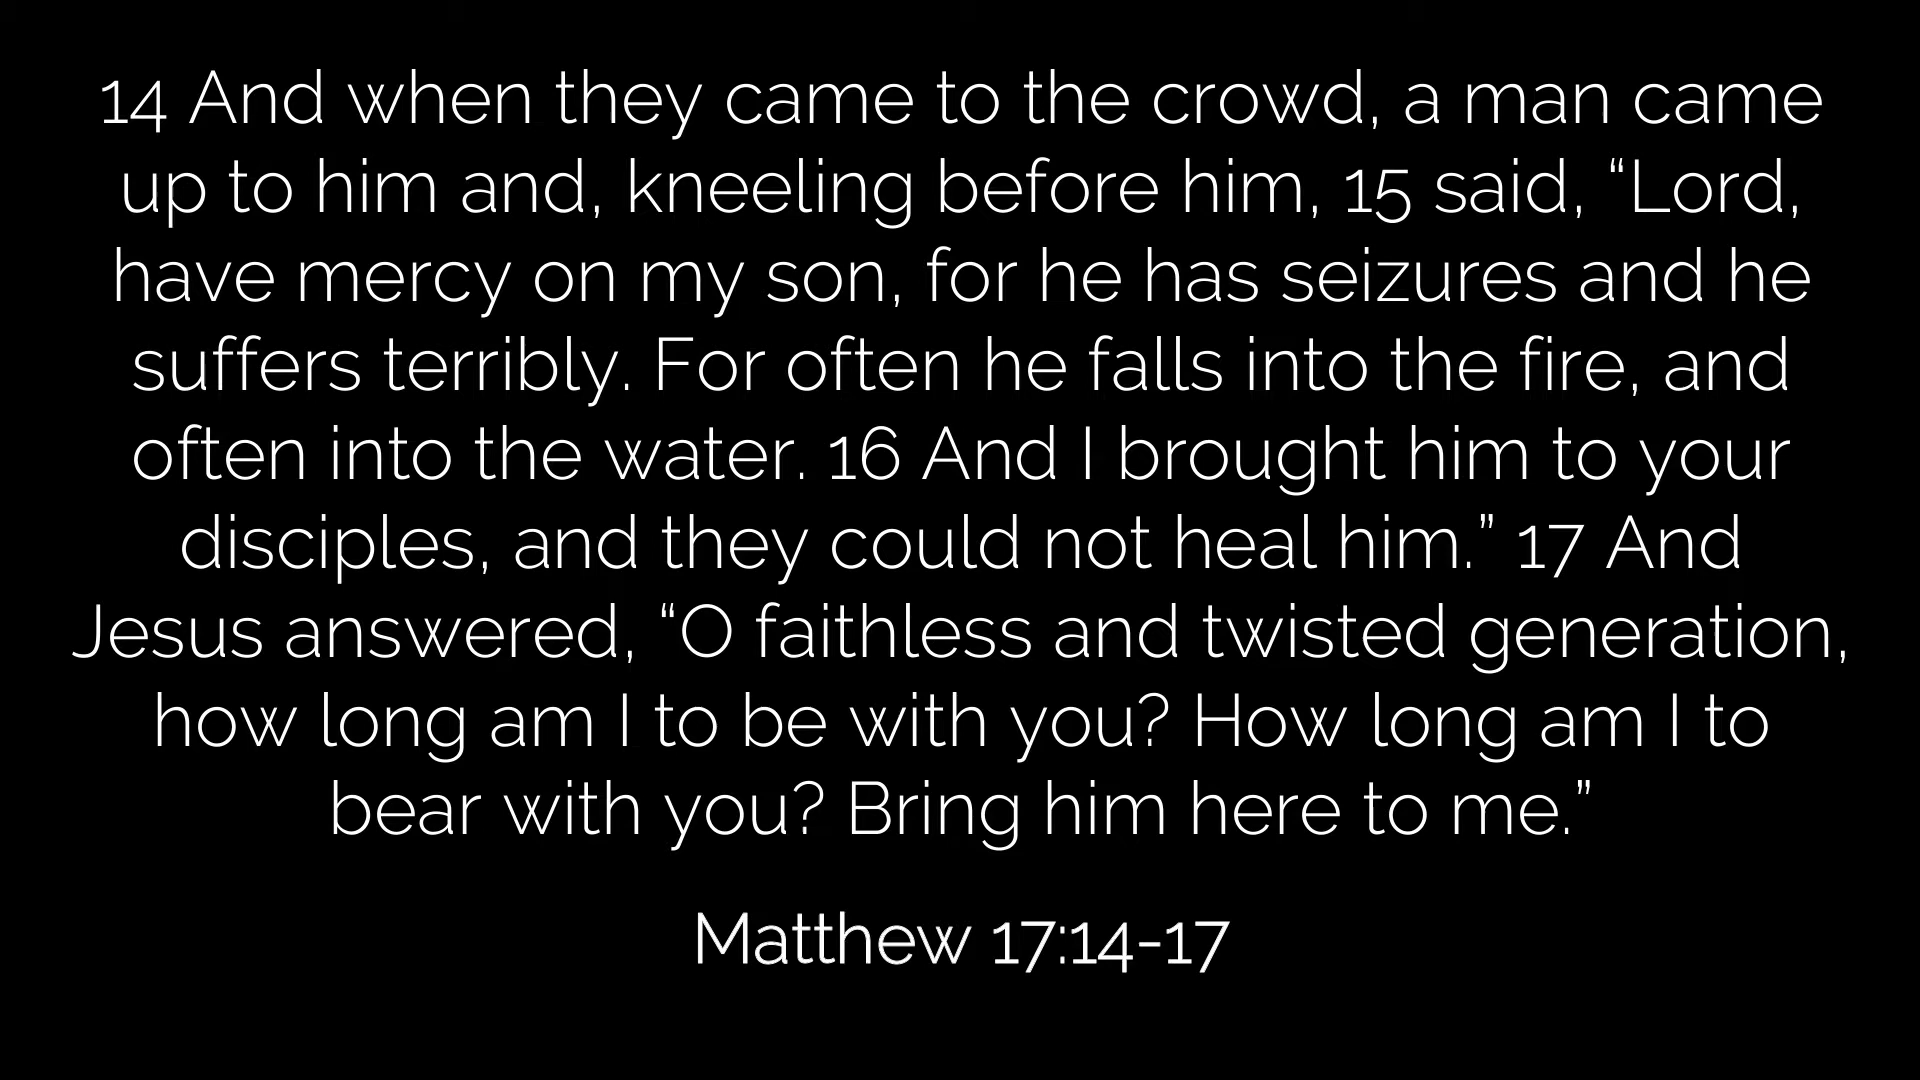 14 And when they came to the crowd, a man came
up to him and, kneeling before him, 15 said, “Lord,
have mercy on my son, for he has seizures and he
suffers terribly. For often he falls into the fire, and
often into the water. 16 And I brought him to your
disciples, and they could not heal him.” 17 And
Jesus answered, “O faithless and twisted generation,
how long am I to be with you? How long am I to
bear with you? Bring him here to me.”
Matthew 17:14-17